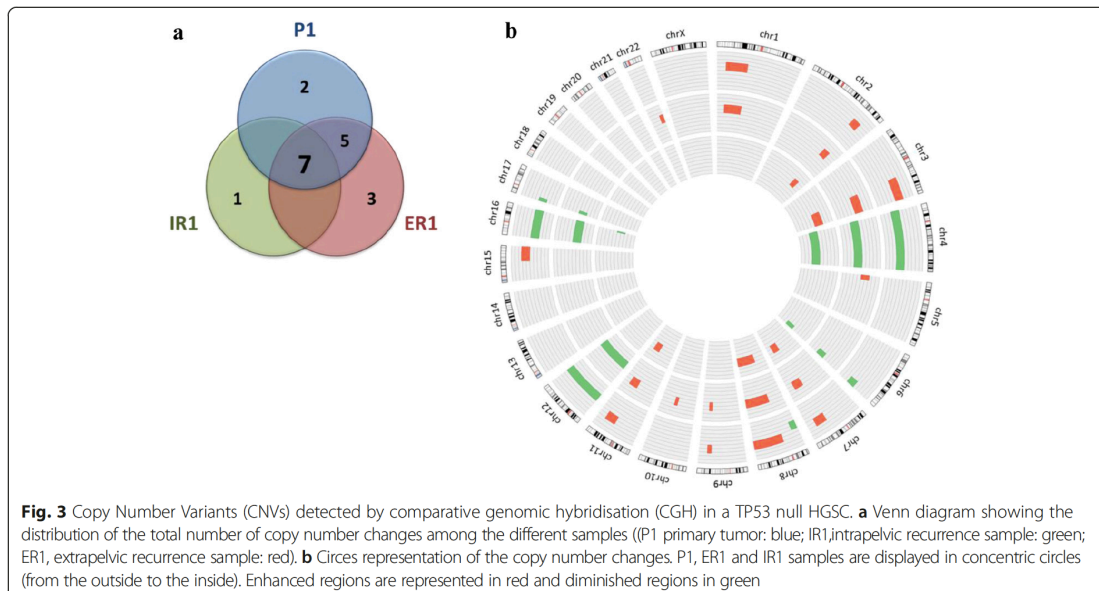 a
P1
2
5
7
1
3
IR1
ER1
b
chr1
chr2
chr3
chr4
chr5
chr6
chr7
chr8
chr9
chr10
chr11
chr12
chr13
chr14
chr15
chr16
chr17
chr18
chr19
chr20
chr21
chr22
chrX
Fig. 3 Copy Number Variants (CNVs) detected by comparative genomic hybridisation (CGH) in a TP53 null HGSC. a Venn diagram showing the
distribution of the total number of copy number changes among the different samples ((P1 primary tumor: blue; IR1,intrapelvic recurrence sample: green;
ER1, extrapelvic recurrence sample: red). b Circes representation of the copy number changes. P1, ER1 and IR1 samples are displayed in concentric circles
(from the outside to the inside). Enhanced regions are represented in red and diminished regions in green